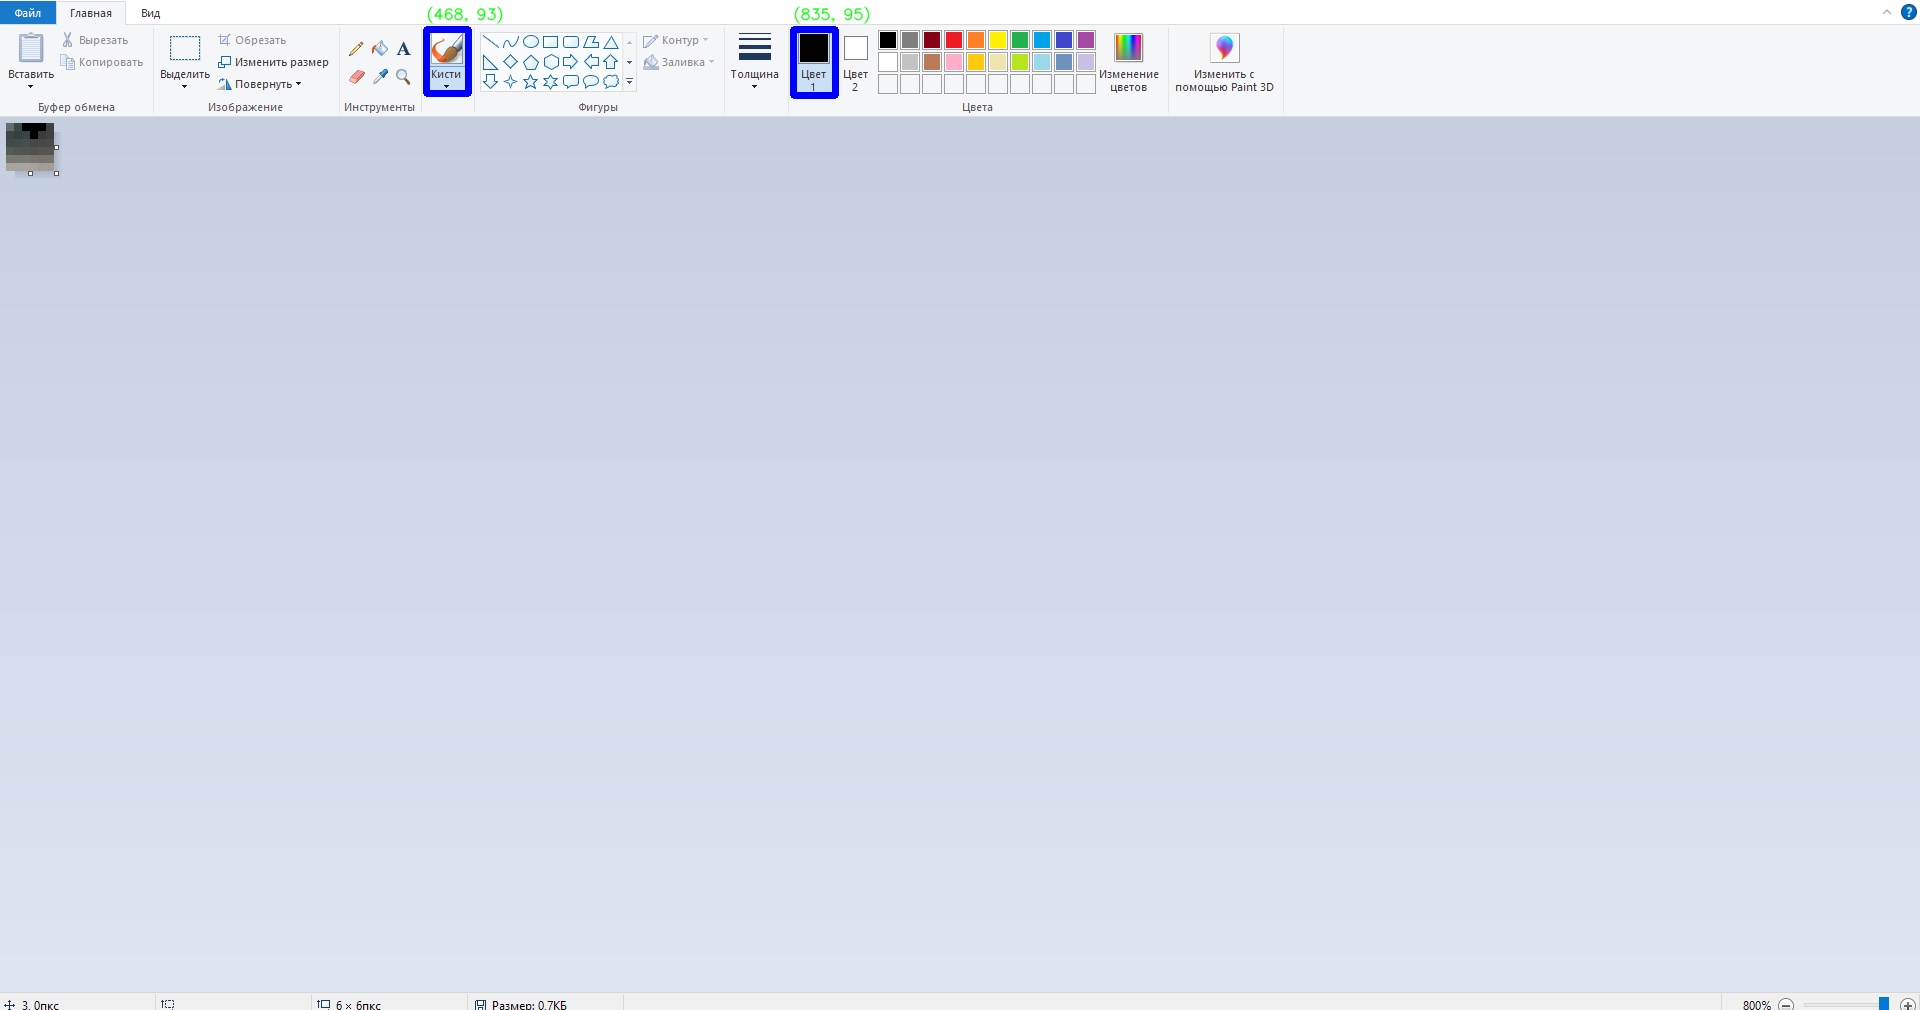 (468, 93)
(835, 95)
Файл
Главная
Вид
Вставить
Вырезать
Копировать
Буфер обмена
Выделить
Обрезать
Изменить размер
Повернуть
Изображение
A
Инструменты
Кисти
Контур
Заливка
Фигуры
Толщина
Цвет
1
Цвет
2
Изменение
цветов
Цвета
Изменить с
помощью Paint 3D
?
3, 0пкс
6 × 6пкс
Размер: 0,7КБ
800%